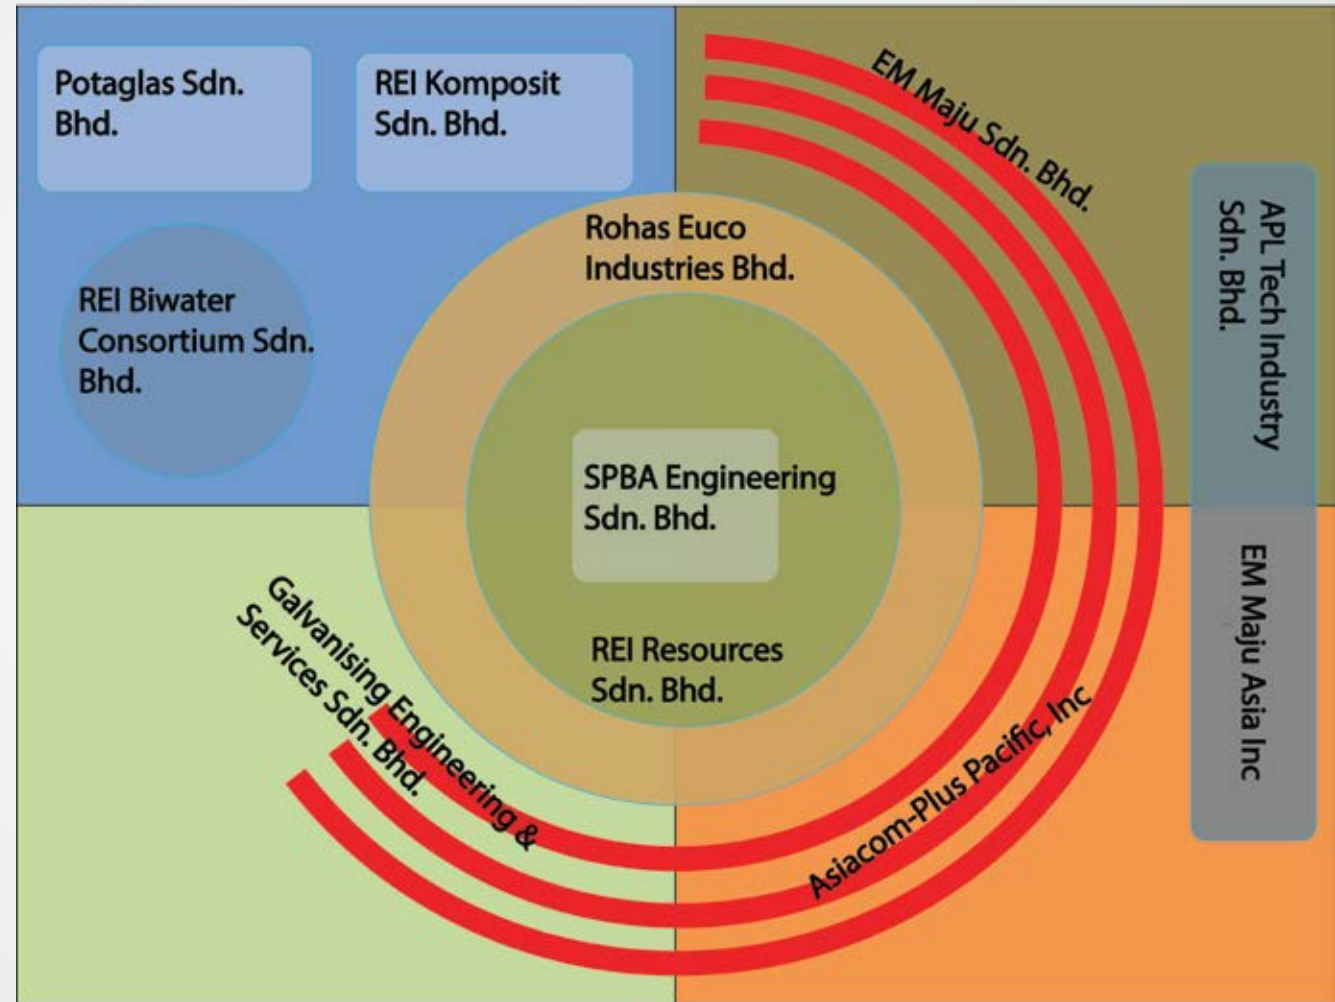 Potaglas Sdn.
Bhd.
REI Komposit
Sdn. Bhd.
EM Maju Sdn. Bhd.
REI Biwater
Consortium Sdn.
Bhd.
Rohas Euco
Industries Bhd.
APL Tech Industry
Sdn. Bhd.
SPBA Engineering
Sdn. Bhd.
REI Resources
Sdn. Bhd.
Galvanising Engineering &
Services Sdn. Bhd.
Asiacom-Plus Pacific, Inc
EM Maju Asia Inc